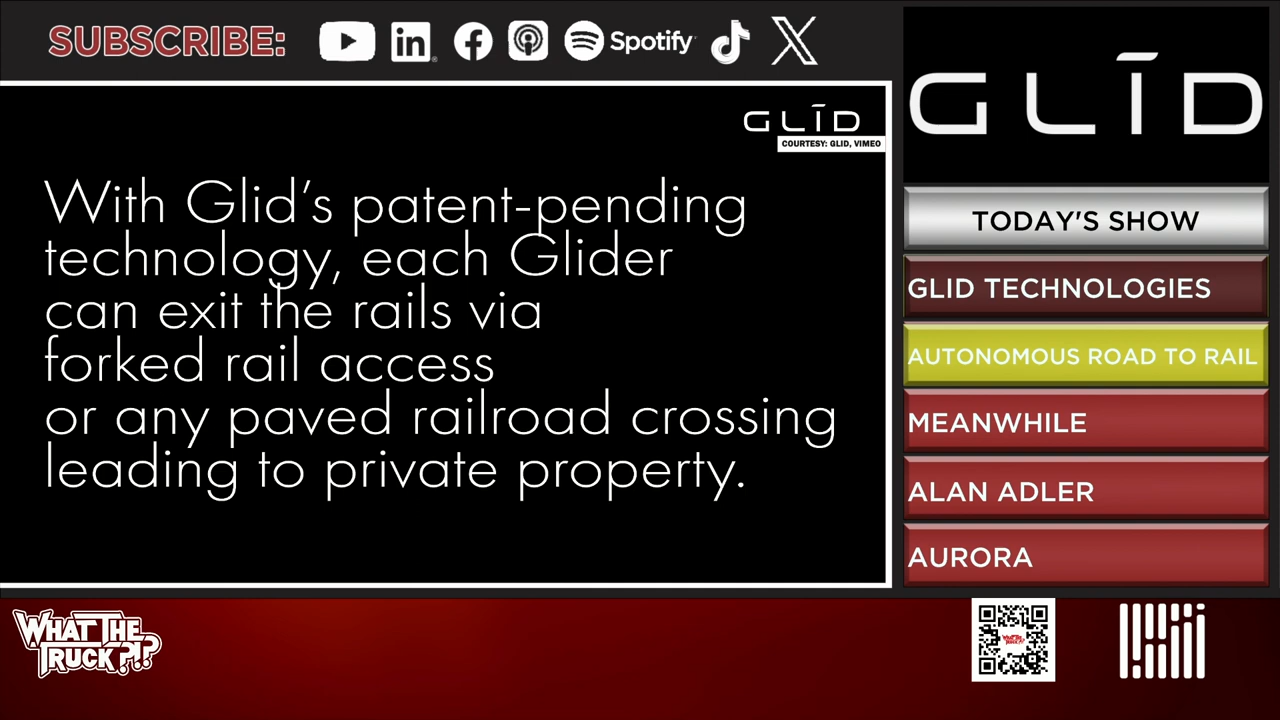 SUBSCRIBE:
Spotify
GLĪD
COURTESY: GLID, VIMEO
With Glid's patent-pending
technology, each Glider
can exit the rails via
forked rail access
or any paved railroad crossing
leading to private property.
GLĪD
TODAY'S SHOW
GLID TECHNOLOGIES
AUTONOMOUS ROAD TO RAIL
MEANWHILE
ALAN ADLER
AURORA
WHAT THE
TRUCK?!?